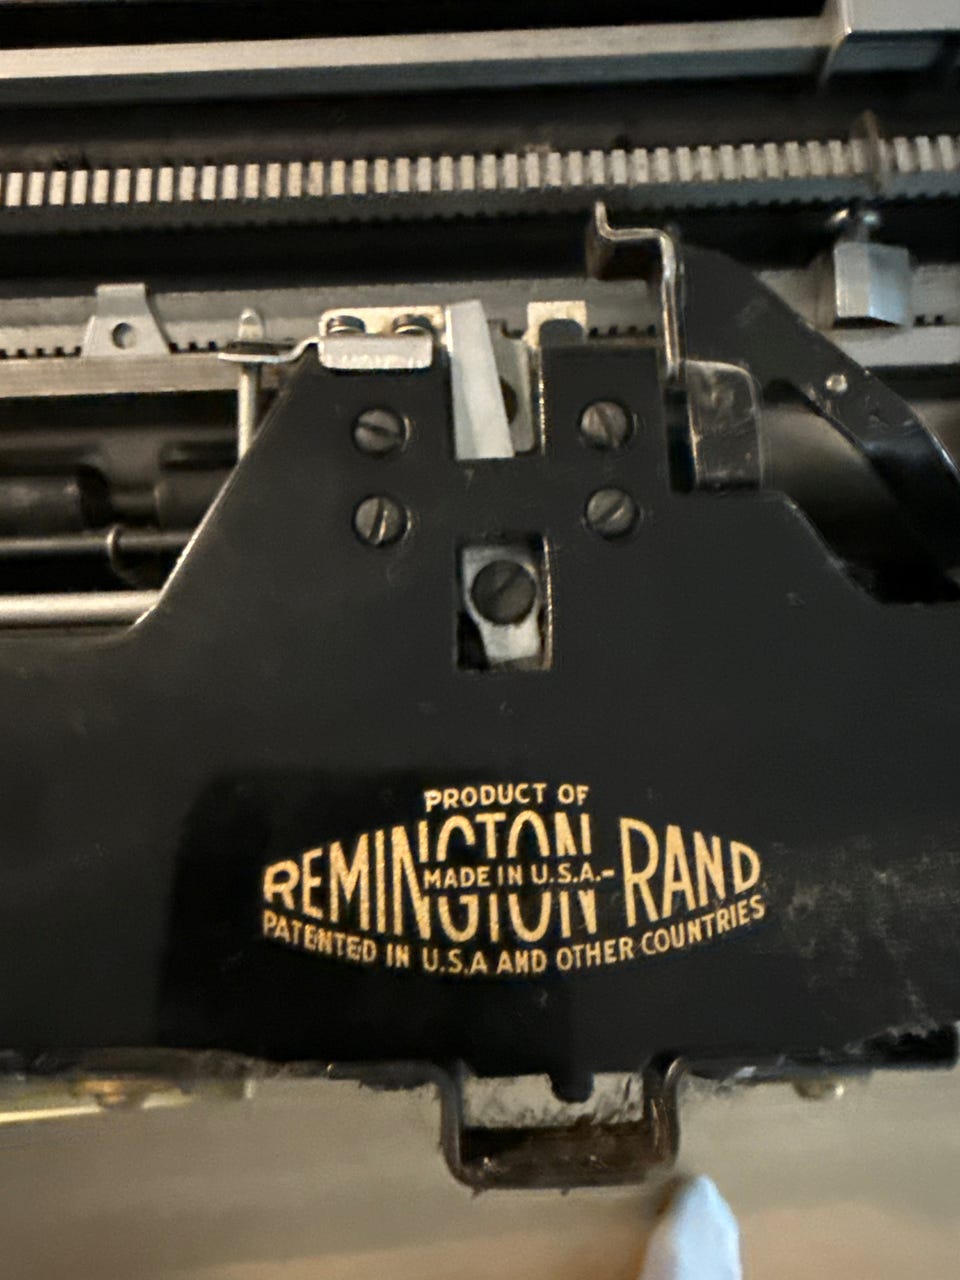 PRODUCT OF
REMINGTON RAND
MADE IN U.S.A.-
PATENTED IN U.S.A AND OTHER COUNTRIES